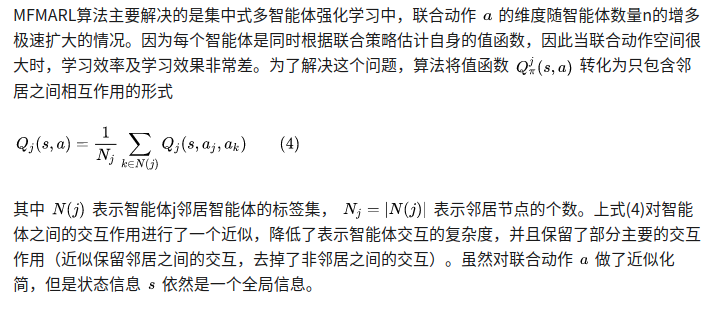 MFMARL算法主要解决的是集中式多智能体强化学习中，联合动作 a 的维度随智能体数量n的增多
极速扩大的情况。因为每个智能体是同时根据联合策略估计自身的值函数，因此当联合动作空间很
大时，学习效率及学习效果非常差。为了解决这个问题，算法将值函数 Q_π^j(s,a) 转化为只包含邻
居之间相互作用的形式
Q_j(s,a) = \frac{1}{N_j} \sum_{k∈N(j)} Q_j(s,a_j,a_k) (4)
其中 N(j) 表示智能体j邻居智能体的标签集， N_j = |N(j)| 表示邻居节点的个数。上式(4)对智能
体之间的交互作用进行了一个近似，降低了表示智能体交互的复杂度，并且保留了部分主要的交互
作用（近似保留邻居之间的交互，去掉了非邻居之间的交互）。虽然对联合动作 a 做了近似化
简，但是状态信息 s 依然是一个全局信息。